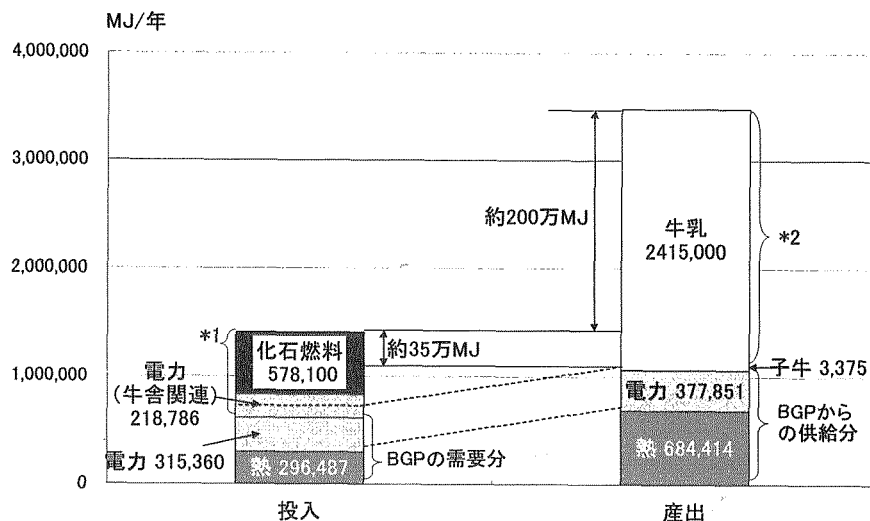 MJ/年
4,000,000
3,000,000
2,000,000
1,000,000
0
*1
化石燃料
578,100
電力
(牛舎関連)
218,786
電力 315,360
熱 296,487
BGPの需要分
投入
約200万MJ
約35万MJ
牛乳
2415,000
*2
子牛 3,375
電力 377,851
熱 684,414
BGPから
の供給分
産出